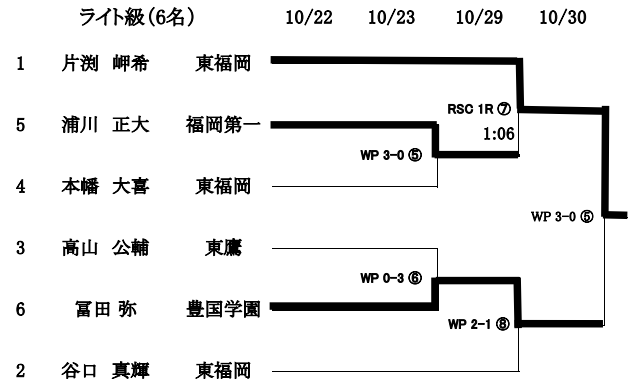 ライト級（6名） 10/22 10/23 10/29 10/30
1 片渕 岬希 東福岡
RSC 1R ⑦
5 浦川 正大 福岡第一
1:06
WP 3-0 ⑤
4 本幡 大喜 東福岡
WP 3-0 ⑤
3 高山 公輔 東鷹
WP 0-3 ⑥
6 冨田 弥 豊国学園
WP 2-1 ⑧
2 谷口 真輝 東福岡